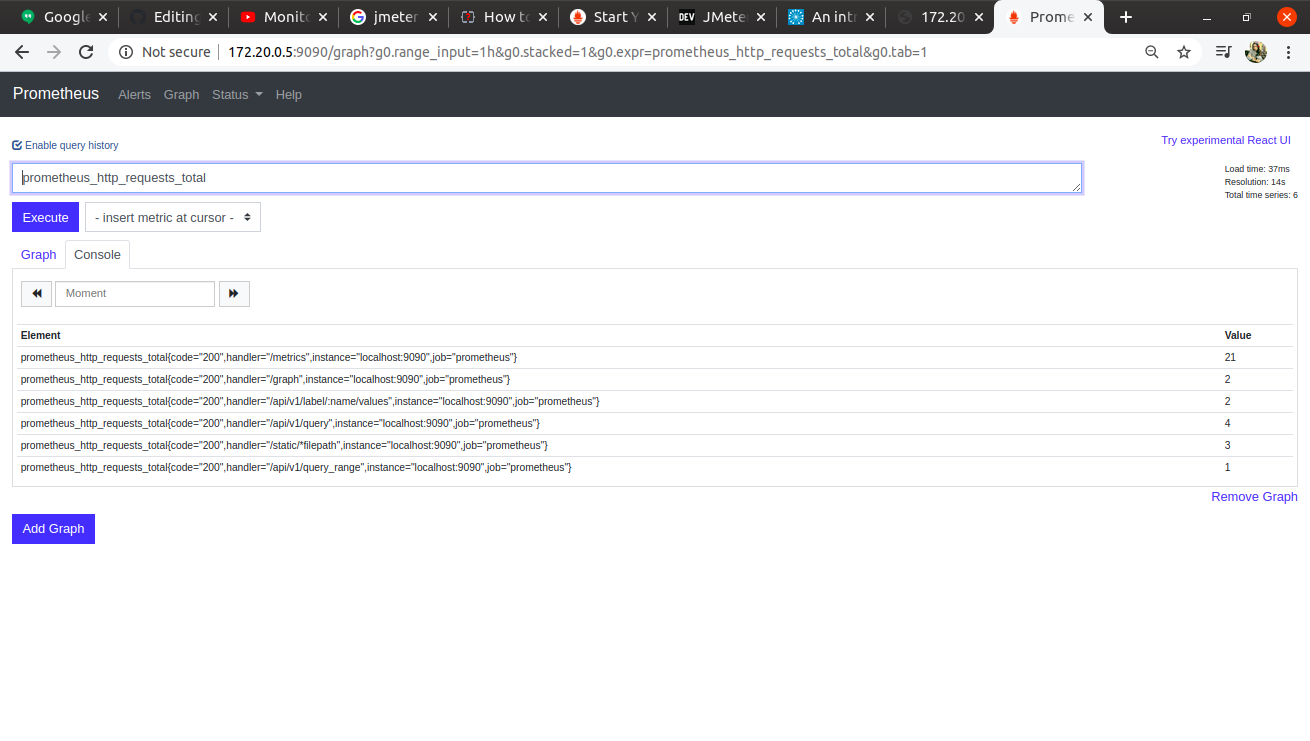 Google Editing Monito jmeter How to Start Y JMeter An intr 172.20 Prome
Not secure 172.20.0.5:9090/graph?g0.range_input=1h&g0.stacked=1&g0.expr=prometheus_http_requests_total&g0.tab=1
Prometheus Alerts Graph Status Help
Enable query history
Try experimental React UI
prometheus_http_requests_total
Load time: 37ms
Resolution: 14s
Total time series: 6
Execute - insert metric at cursor -
Graph Console
Moment
Element Value
prometheus_http_requests_total{code="200",handler="/metrics",instance="localhost:9090",job="prometheus"} 21
prometheus_http_requests_total{code="200",handler="/graph",instance="localhost:9090",job="prometheus"} 2
prometheus_http_requests_total{code="200",handler="/api/v1/label/:name/values",instance="localhost:9090",job="prometheus"} 2
prometheus_http_requests_total{code="200",handler="/api/v1/query",instance="localhost:9090",job="prometheus"} 4
prometheus_http_requests_total{code="200",handler="/static/*filepath",instance="localhost:9090",job="prometheus"} 3
prometheus_http_requests_total{code="200",handler="/api/v1/query_range",instance="localhost:9090",job="prometheus"} 1
Remove Graph
Add Graph